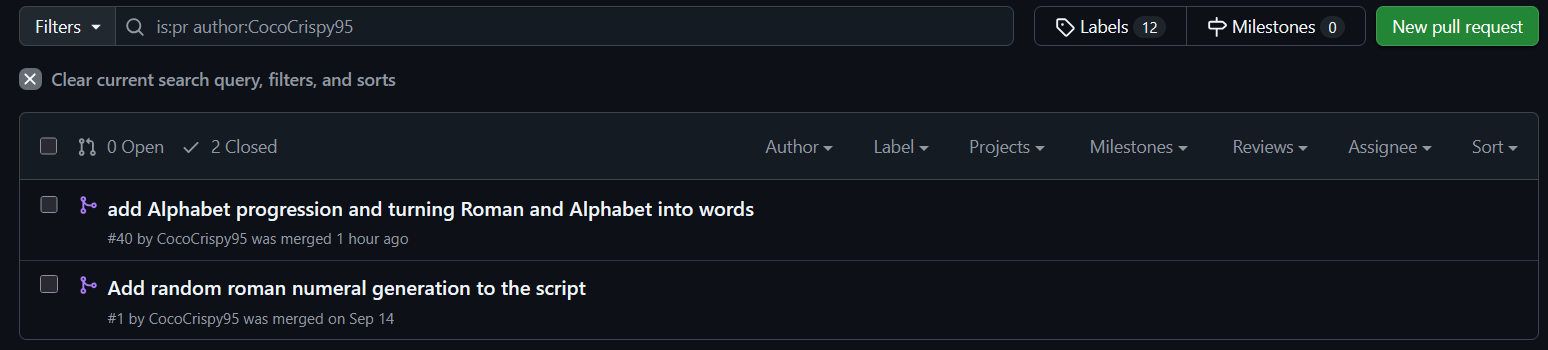 Filters is:pr author:CocoCrispy95 Labels 12 Milestones 0 New pull request
Clear current search query, filters, and sorts
0 Open 2 Closed Author Label Projects Milestones Reviews Assignee Sort
add Alphabet progression and turning Roman and Alphabet into words
#40 by CocoCrispy95 was merged 1 hour ago
Add random roman numeral generation to the script
#1 by CocoCrispy95 was merged on Sep 14